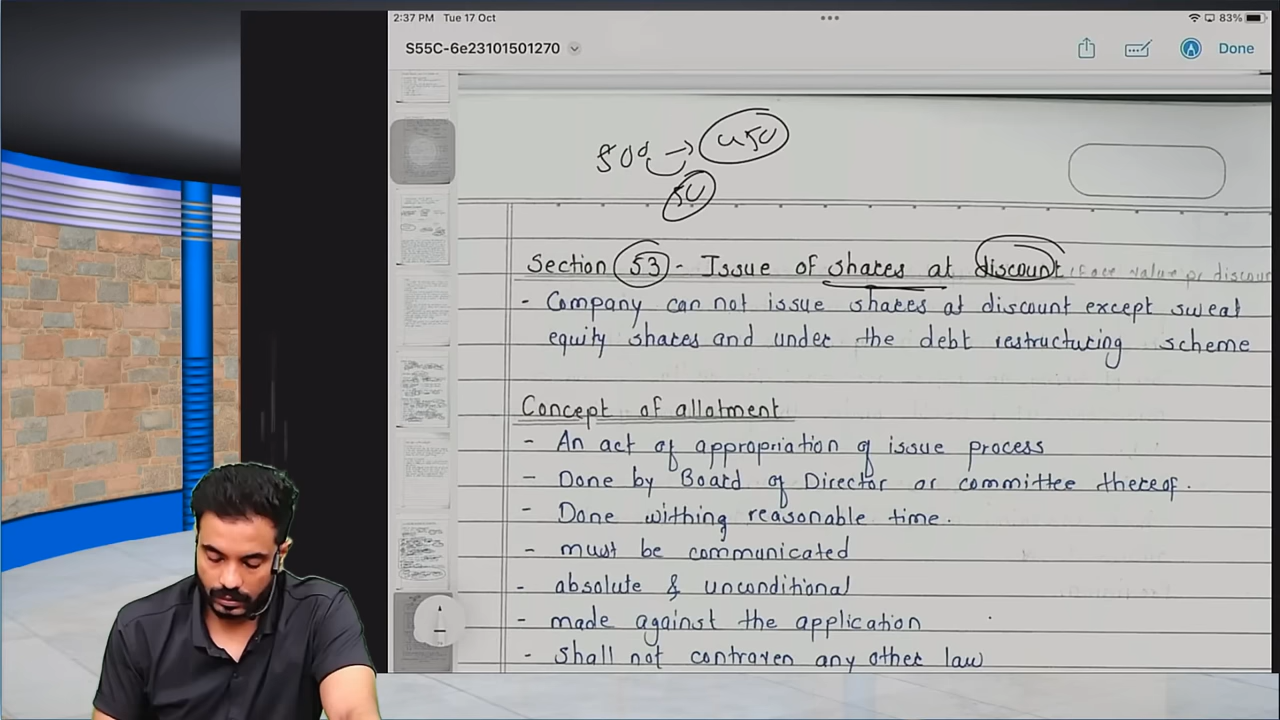 2:37 PM Tue 17 Oct
83%
S55C-6e23101501270
Done
500 → 450
50
Section 53 - Issue of shares at discount
- Company can not issue shares at discount except sweat
equity shares and under the debt restructuring scheme
Concept of allotment
- An act of appropriation of issue process
- Done by Board of Director or committee thereof.
- Done withing reasonable time.
- must be communicated
- absolute & unconditional
- made against the application
- shall not contraven any other law